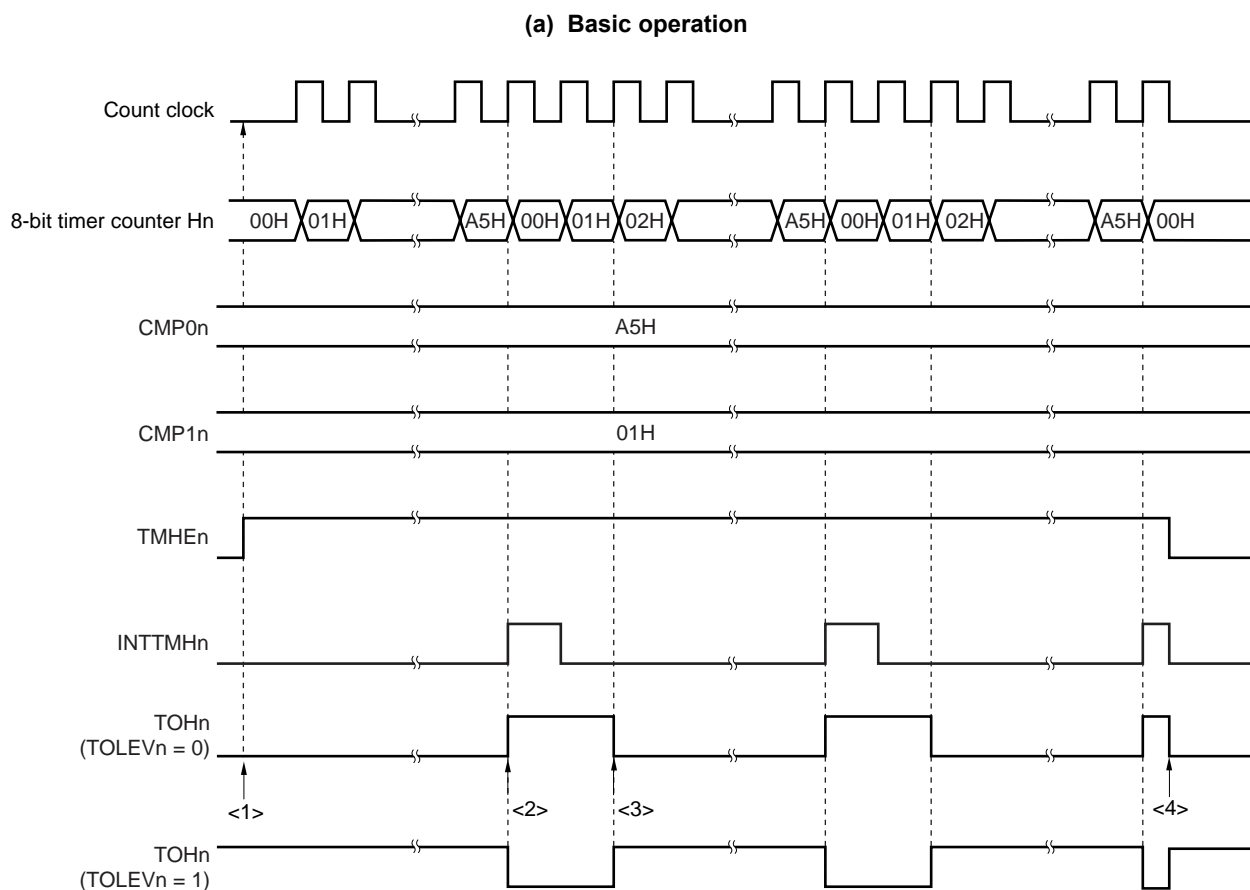 (a) Basic operation
Count clock
8-bit timer counter Hn
00H 01H A5H 00H 01H 02H A5H 00H 01H 02H A5H 00H
CMP0n
A5H
CMP1n
01H
TMHEn
INTTMHn
TOHn
(TOLEVn = 0)
<1> <2> <3> <4>
TOHn
(TOLEVn = 1)